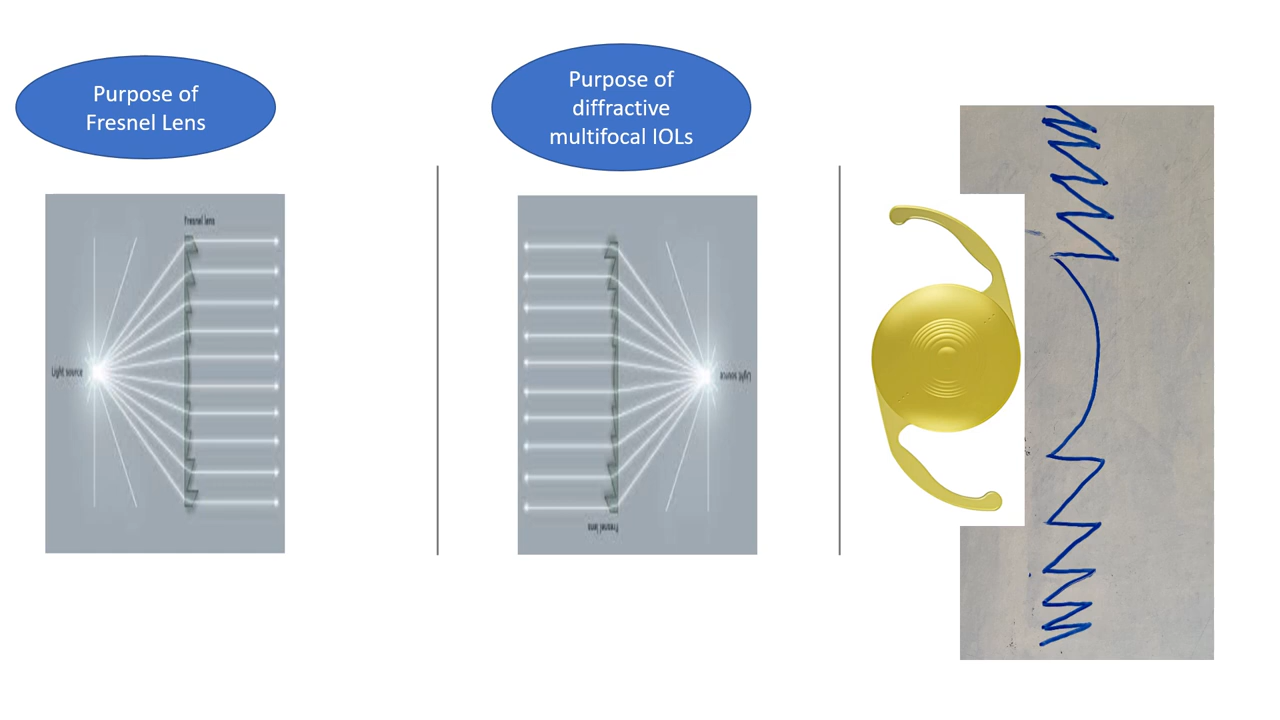 Purpose of
Fresnel Lens
Purpose of
diffractive
multifocal IOLs
Fresnel lens
Light source
Light source
Fresnel lens